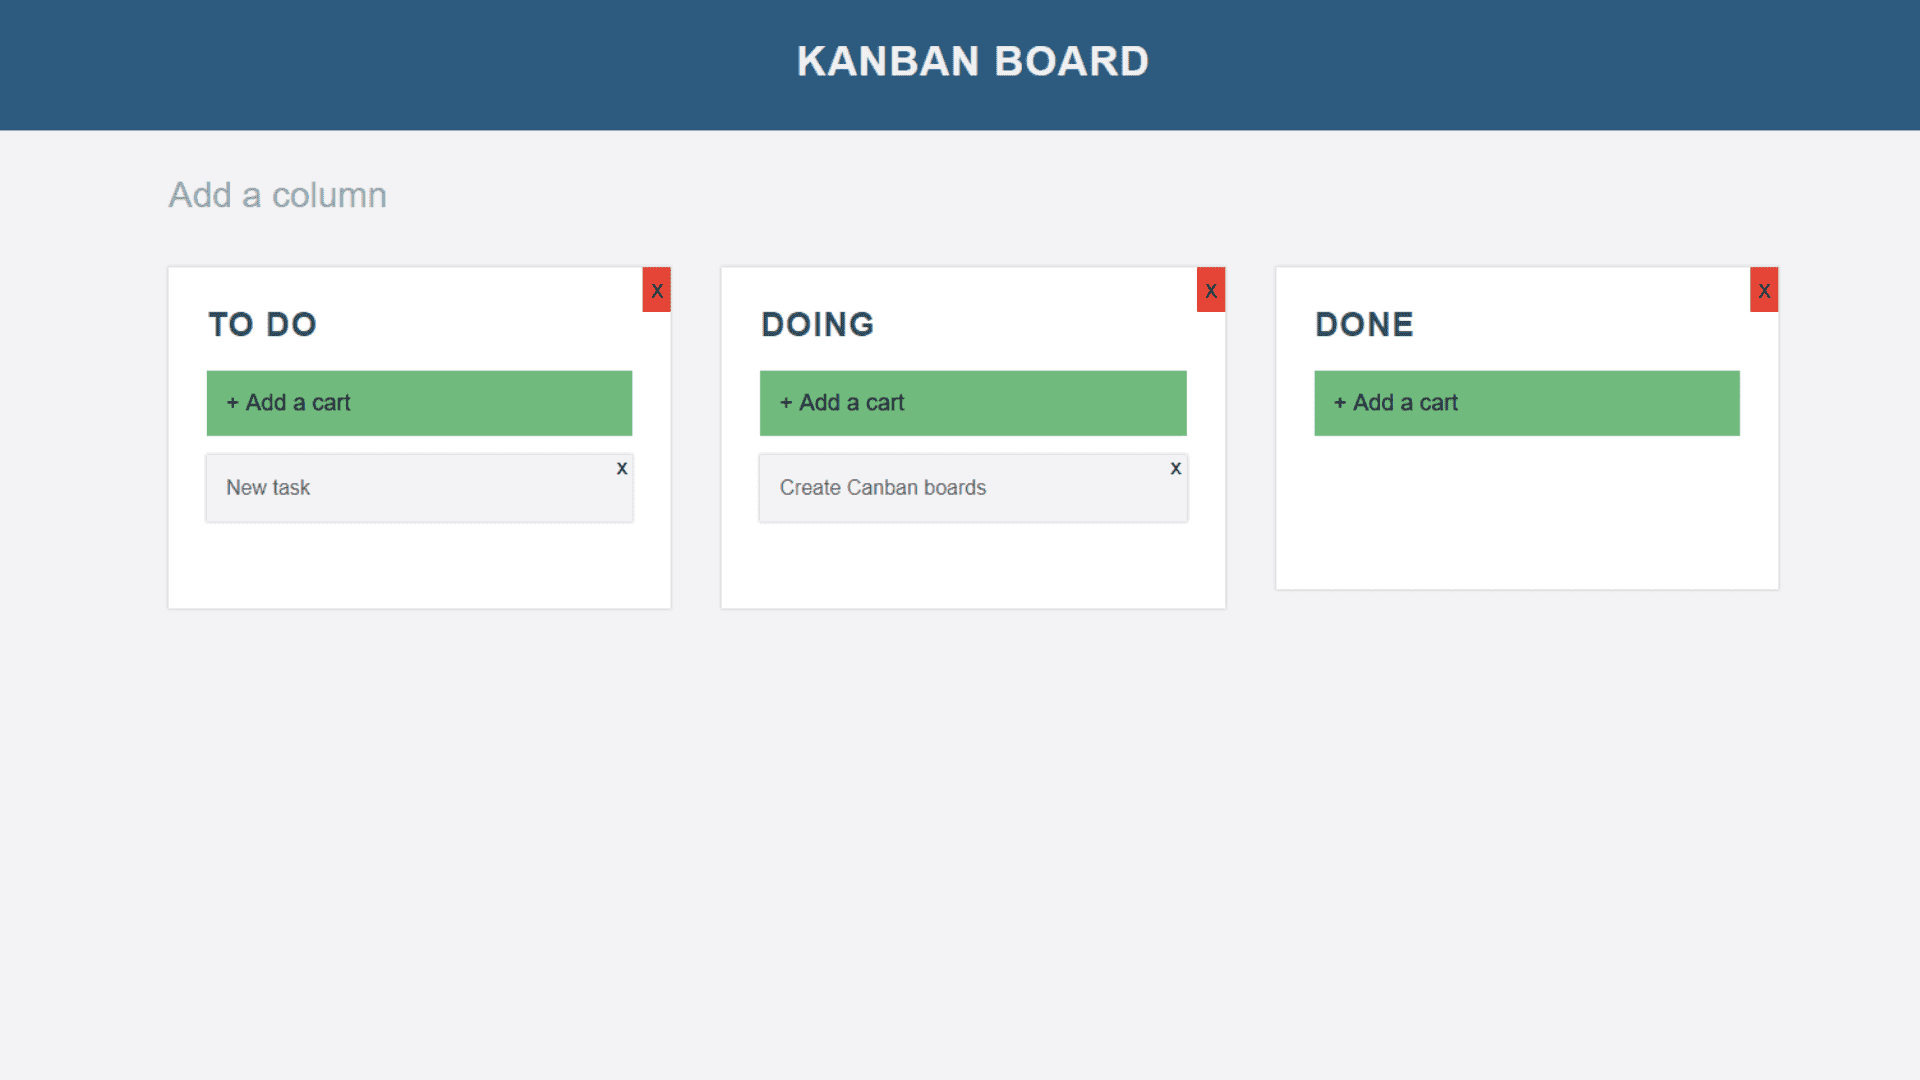 KANBAN BOARD
Add a column
X
TO DO
+ Add a cart
X
New task
X
DOING
+ Add a cart
X
Create Canban boards
X
DONE
+ Add a cart